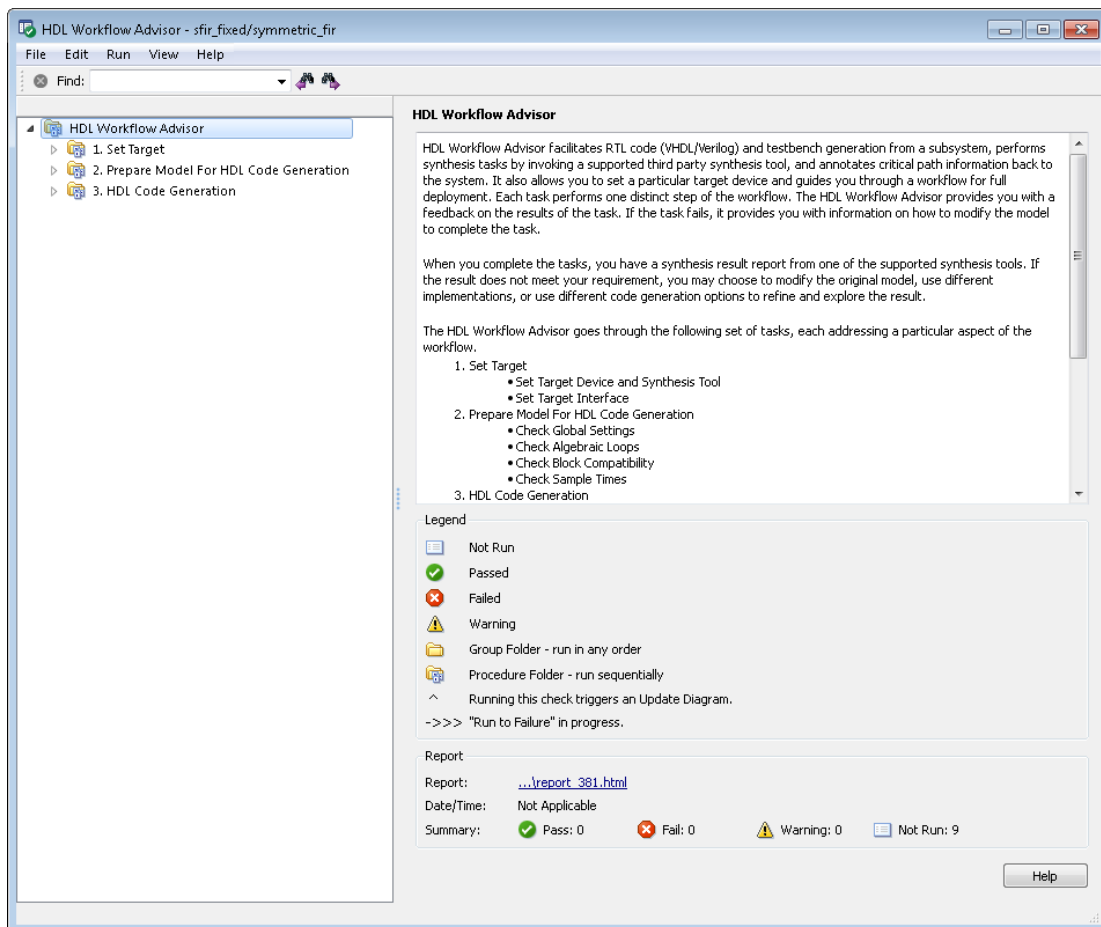 HDL Workflow Advisor - sfir_fixed/symmetric_fir
File Edit Run View Help
Find:
HDL Workflow Advisor
1. Set Target
2. Prepare Model For HDL Code Generation
3. HDL Code Generation
HDL Workflow Advisor
HDL Workflow Advisor facilitates RTL code (VHDL/Verilog) and testbench generation from a subsystem, performs
synthesis tasks by invoking a supported third party synthesis tool, and annotates critical path information back to
the system. It also allows you to set a particular target device and guides you through a workflow for full
deployment. Each task performs one distinct step of the workflow. The HDL Workflow Advisor provides you with a
feedback on the results of the task. If the task fails, it provides you with information on how to modify the model
to complete the task.
When you complete the tasks, you have a synthesis result report from one of the supported synthesis tools. If
the result does not meet your requirement, you may choose to modify the original model, use different
implementations, or use different code generation options to refine and explore the result.
The HDL Workflow Advisor goes through the following set of tasks, each addressing a particular aspect of the
workflow.
1. Set Target
• Set Target Device and Synthesis Tool
• Set Target Interface
2. Prepare Model For HDL Code Generation
• Check Global Settings
• Check Algebraic Loops
• Check Block Compatibility
• Check Sample Times
3. HDL Code Generation
Legend
Not Run
Passed
Failed
Warning
Group Folder - run in any order
Procedure Folder - run sequentially
^ Running this check triggers an Update Diagram.
->>> "Run to Failure" in progress.
Report
Report: ...\report_381.html
Date/Time: Not Applicable
Summary: Pass: 0 Fail: 0 Warning: 0 Not Run: 9
Help